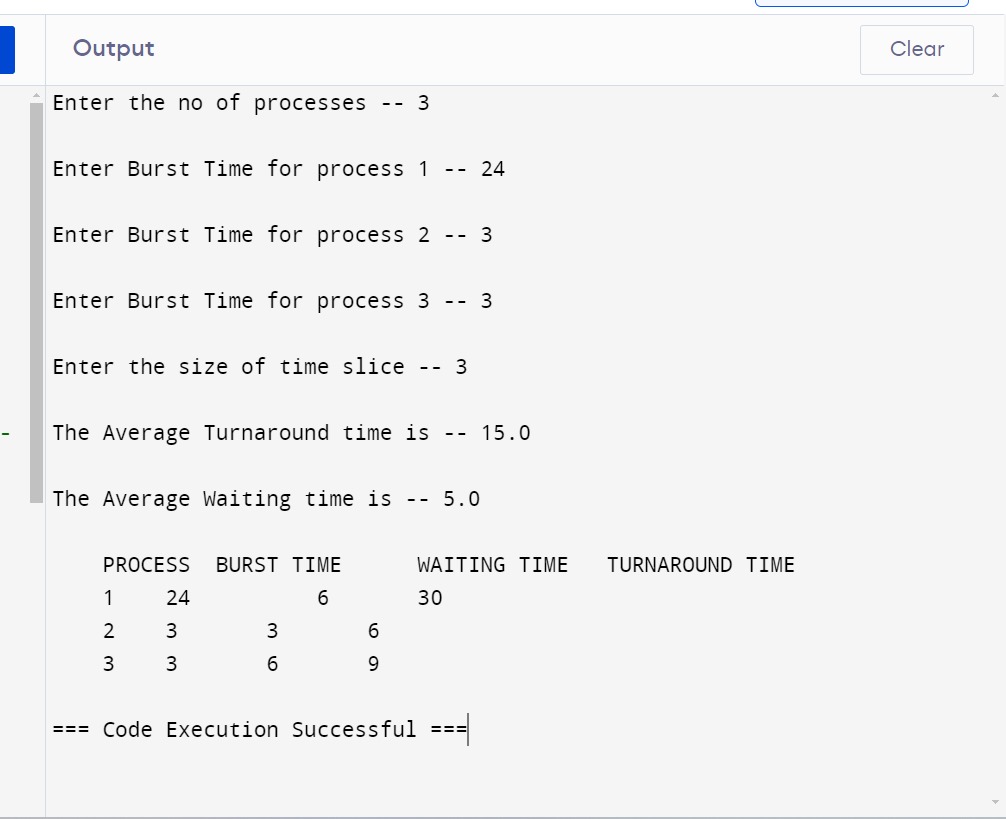 Output
Clear
Enter the no of processes -- 3
Enter Burst Time for process 1 -- 24
Enter Burst Time for process 2 -- 3
Enter Burst Time for process 3 -- 3
Enter the size of time slice -- 3
-
The Average Turnaround time is -- 15.0
The Average Waiting time is -- 5.0
PROCESS BURST TIME WAITING TIME TURNAROUND TIME
1 24 6 30
2 3 3 6
3 3 6 9
=== Code Execution Successful ===